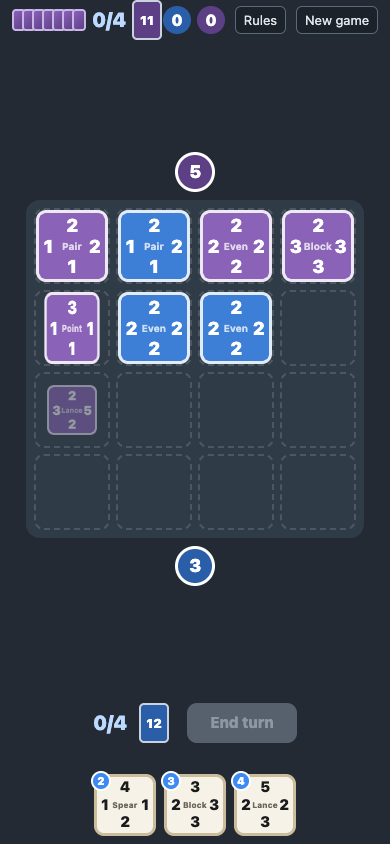 0/4 11 0 0 Rules New game
5
2 2 2 2
1 Pair 2 1 Pair 2 2 Even 2 3 Block 3
1 1 2 3
3 2 2
1 Point 1 2 Even 2 2 Even 2
1 2 2
2
3 Lance 5
2
3
0/4 12 End turn
2 4 3 3 4 5
1 Spear 1 2 Block 3 2 Lance 2
2 3 3